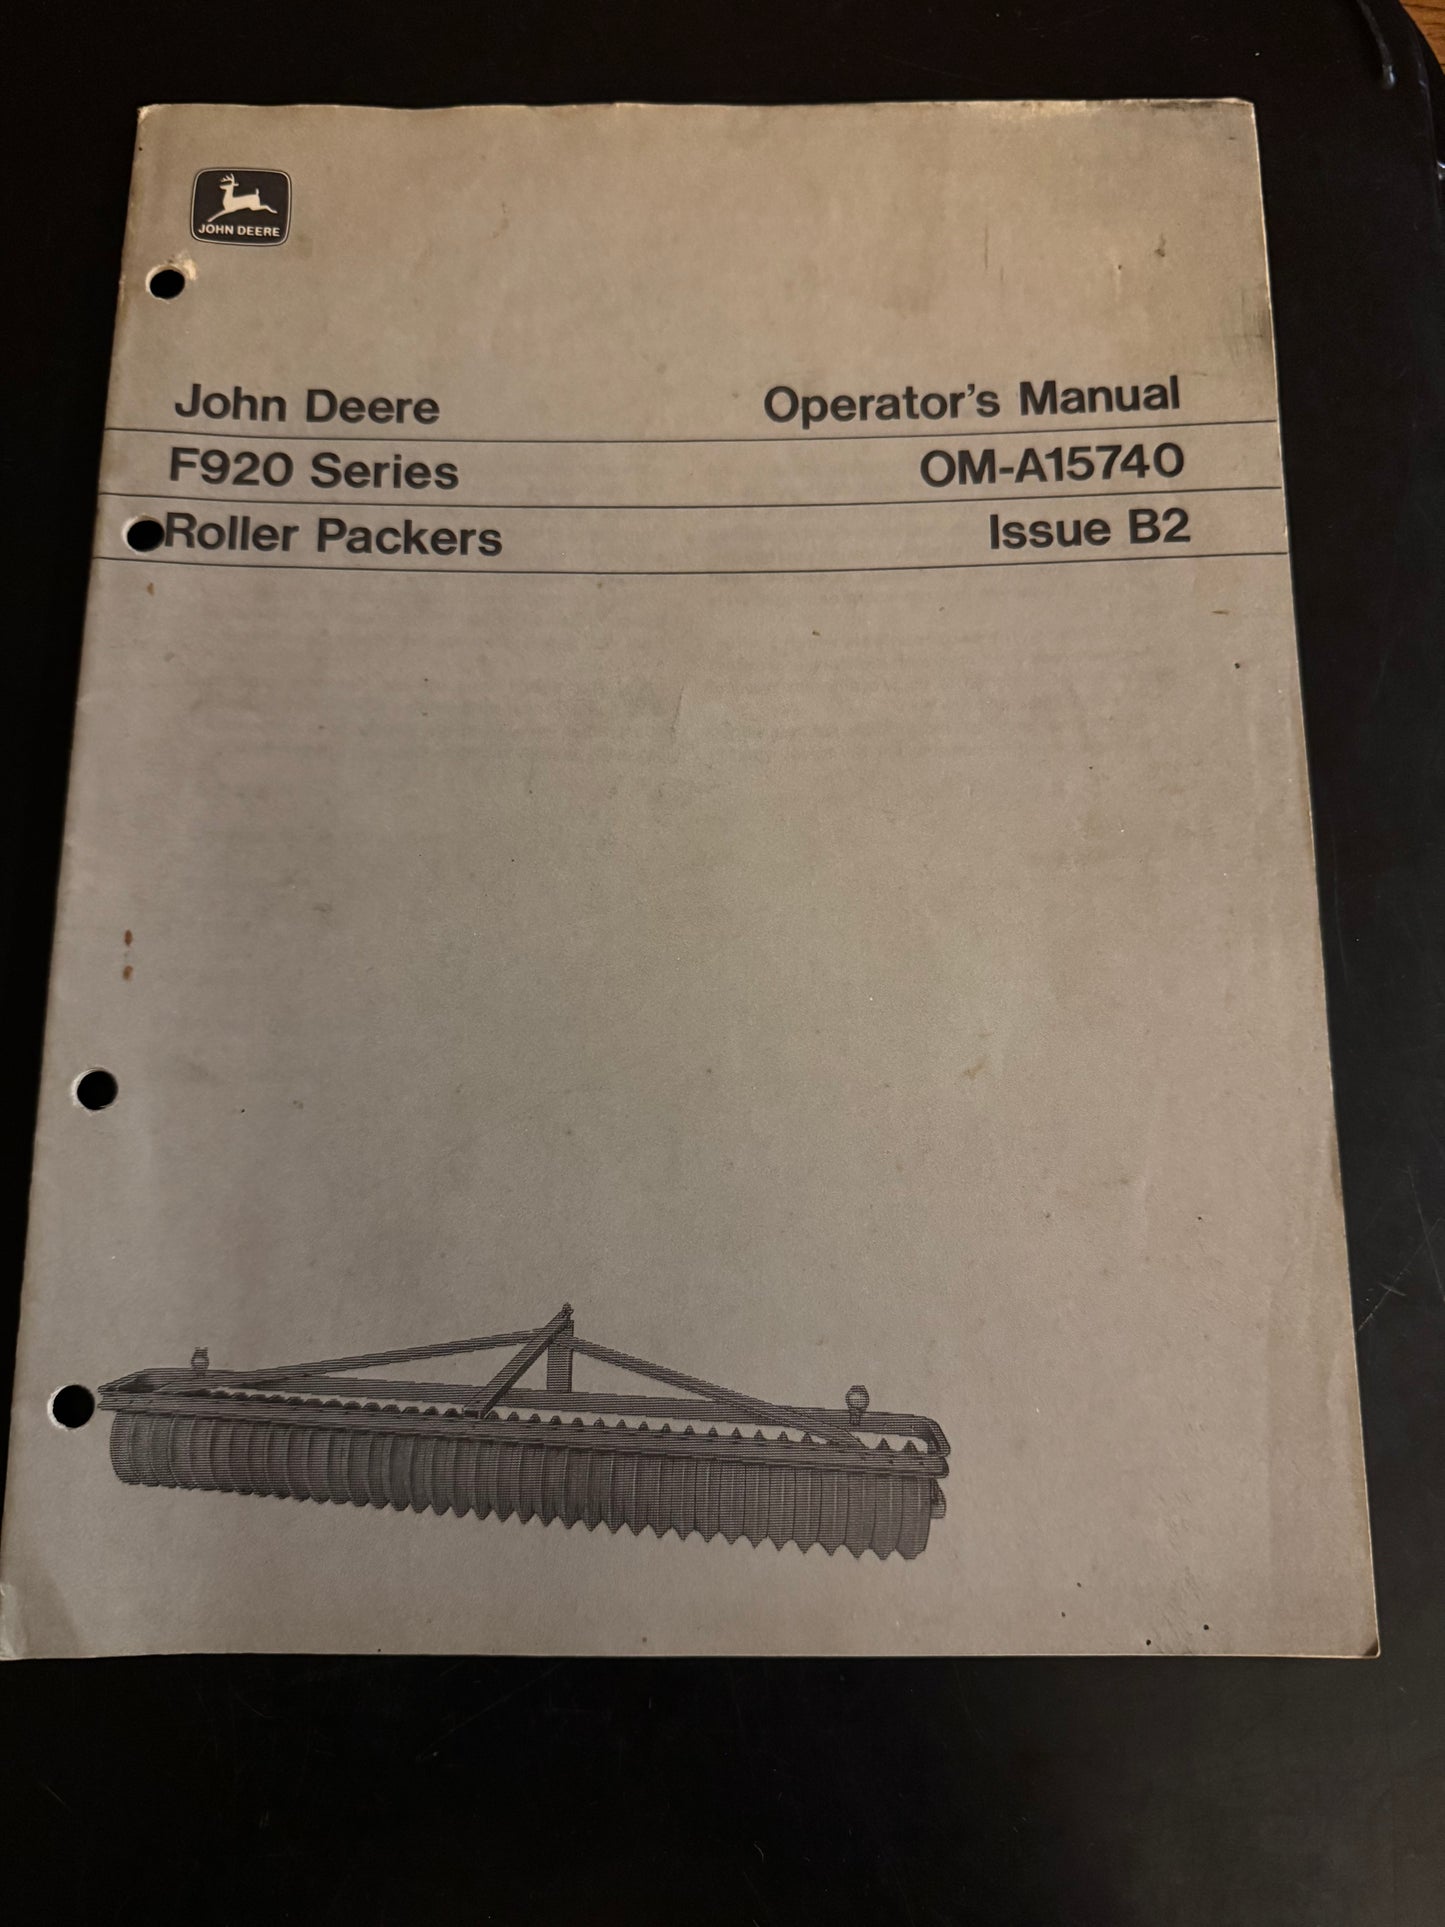 JOHN DEERE
John Deere Operator's Manual
F920 Series OM-A15740
Roller Packers Issue B2